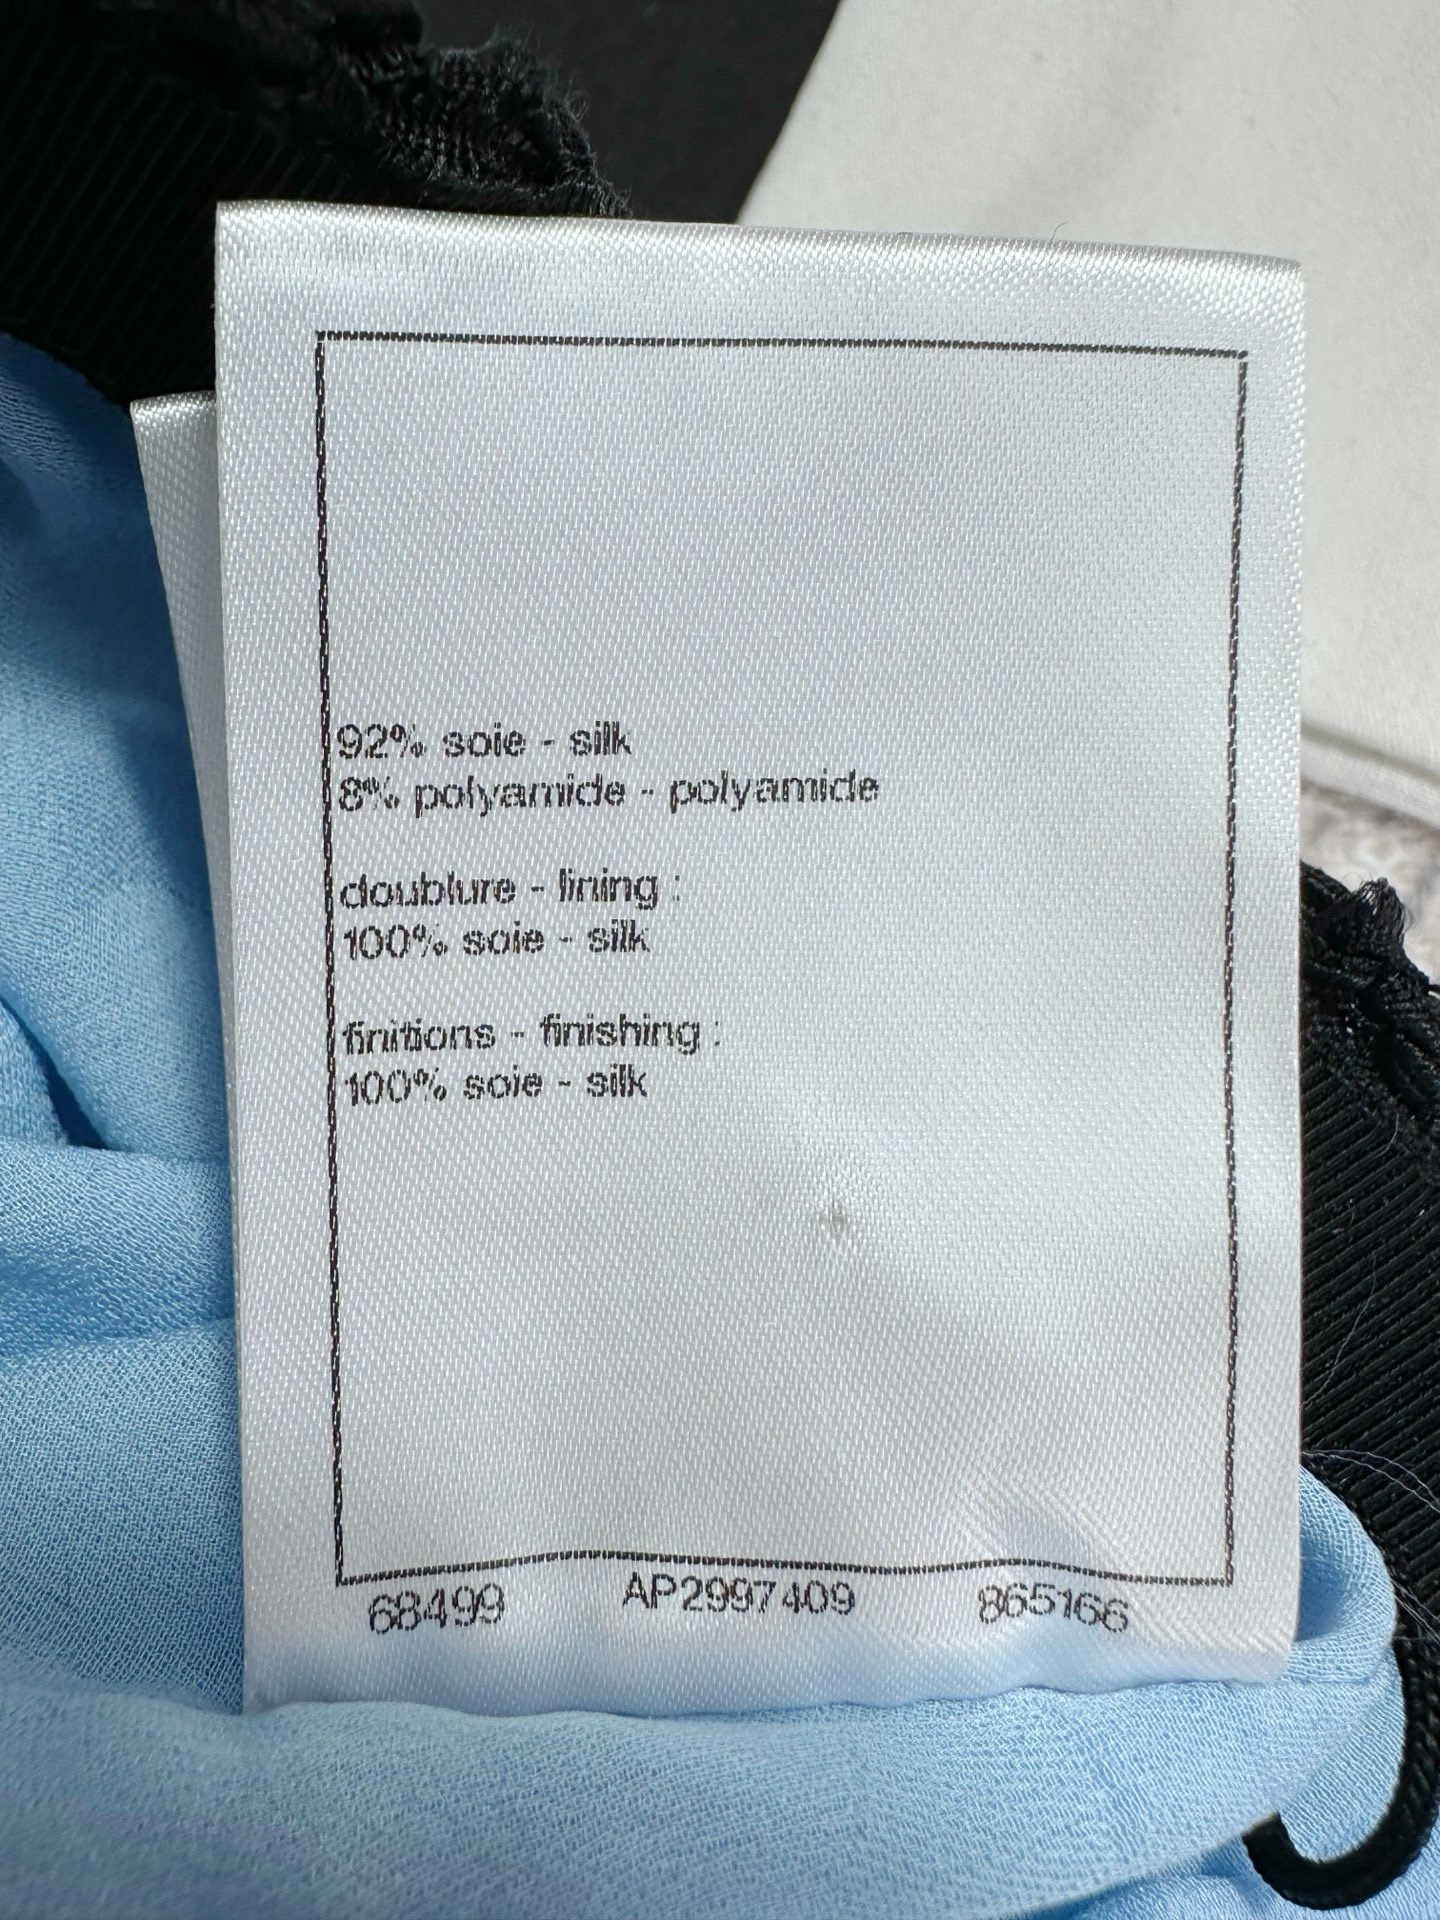 92% soie - silk
8% polyamide - polyamide
doublure - lining :
100% soie - silk
finitions - finishing :
100% soie - silk
68499 AP2997409 865166